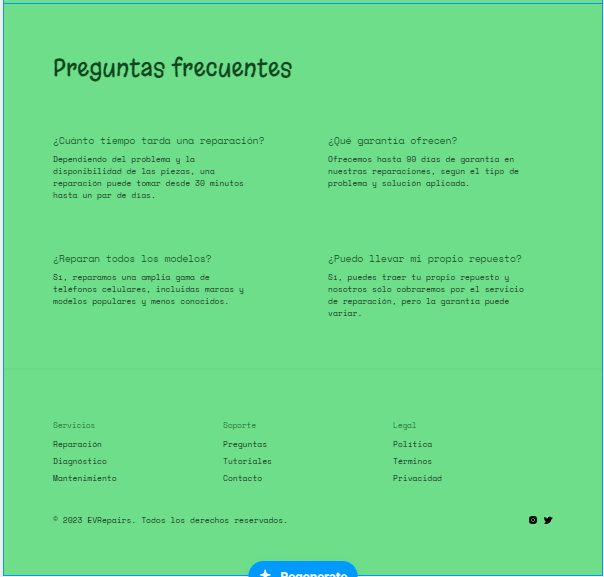 Preguntas frecuentes
¿Cuánto tiempo tarda una reparación?
Dependiendo del problema y la
disponibilidad de las piezas, una
reparación puede tomar desde 30 minutos
hasta un par de días.
¿Qué garantía ofrecen?
Ofrecemos hasta 90 días de garantía en
nuestras reparaciones, según el tipo de
problema y solución aplicada.
¿Reparan todos los modelos?
Sí, reparamos una amplia gama de
teléfonos celulares, incluidas marcas y
modelos populares y menos conocidos.
¿Puedo llevar mi propio repuesto?
Sí, puedes traer tu propio repuesto y
nosotros sólo cobraremos por el servicio
de reparación, pero la garantía puede
variar.
Servicios
Reparación
Diagnóstico
Mantenimiento
Soporte
Preguntas
Tutoriales
Contacto
Legal
Política
Términos
Privacidad
© 2023 EVRepairs. Todos los derechos reservados.
Regenerate